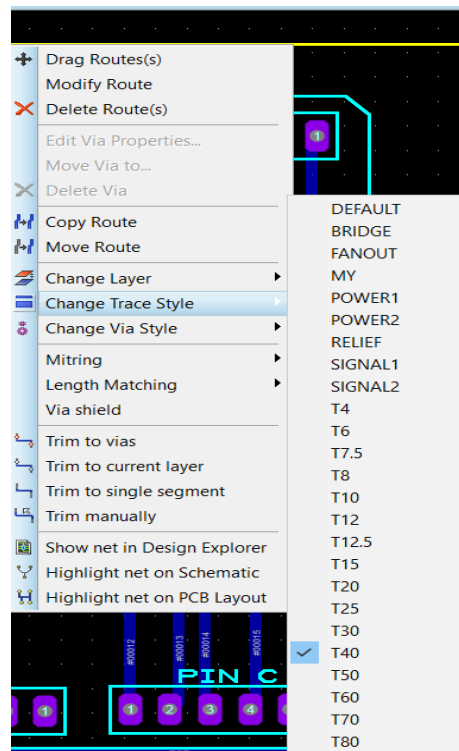 Drag Routes(s)
Modify Route
Delete Route(s)
Edit Via Properties...
Move Via to...
Delete Via
Copy Route
Move Route
Change Layer
Change Trace Style
Change Via Style
Mitring
Length Matching
Via shield
Trim to vias
Trim to current layer
Trim to single segment
Trim manually
Show net in Design Explorer
Highlight net on Schematic
Highlight net on PCB Layout
1
DEFAULT
BRIDGE
FANOUT
MY
POWER1
POWER2
RELIEF
SIGNAL1
SIGNAL2
T4
T6
T7.5
T8
T10
T12
T12.5
T15
T20
T25
T30
T40
T50
T60
T70
T80
#00012
#00013
#00014
#00015
PIN C
1
1
2
3
4